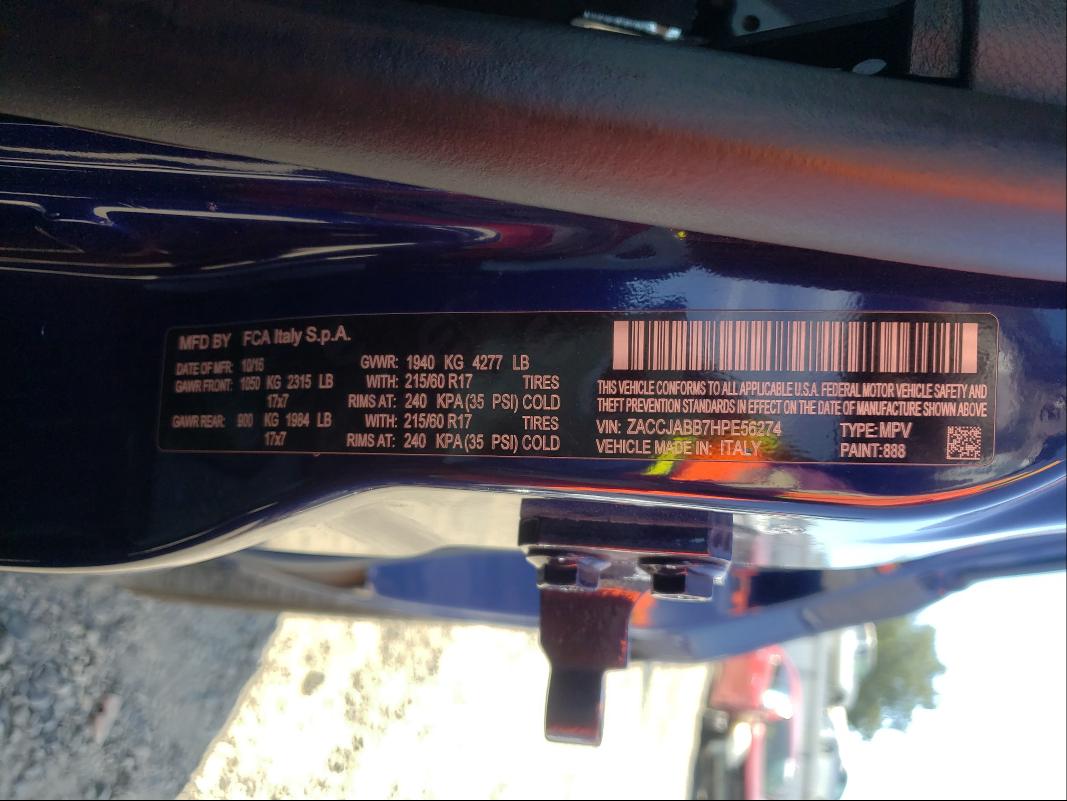 MFD BY FCA Italy S.p.A.
DATE OF MFR: 10/16 GVWR: 1940 KG 4277 LB
GAWR FRONT: 1050 KG 2315 LB WITH: 215/60 R17 TIRES
17x7 RIMS AT: 240 KPA(35 PSI) COLD
GAWR REAR: 900 KG 1984 LB WITH: 215/60 R17 TIRES
17x7 RIMS AT: 240 KPA(35 PSI) COLD
THIS VEHICLE CONFORMS TO ALL APPLICABLE U.S.A. FEDERAL MOTOR VEHICLE SAFETY AND
THEFT PREVENTION STANDARDS IN EFFECT ON THE DATE OF MANUFACTURE SHOWN ABOVE
VIN: ZACCJABB7HPE56274 TYPE:MPV
VEHICLE MADE IN: ITALY PAINT:888